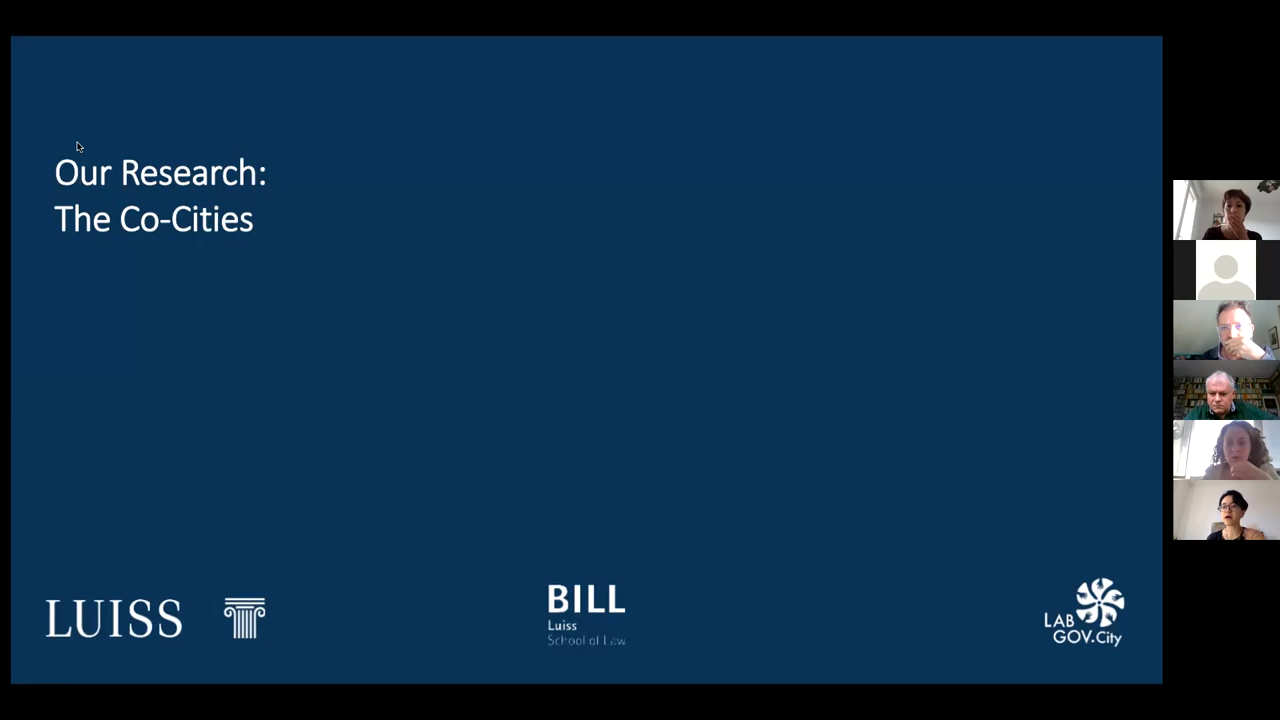 Our Research:
The Co-Cities
LUISS
BILL
Luiss
School of Law
LAB
GOV.City